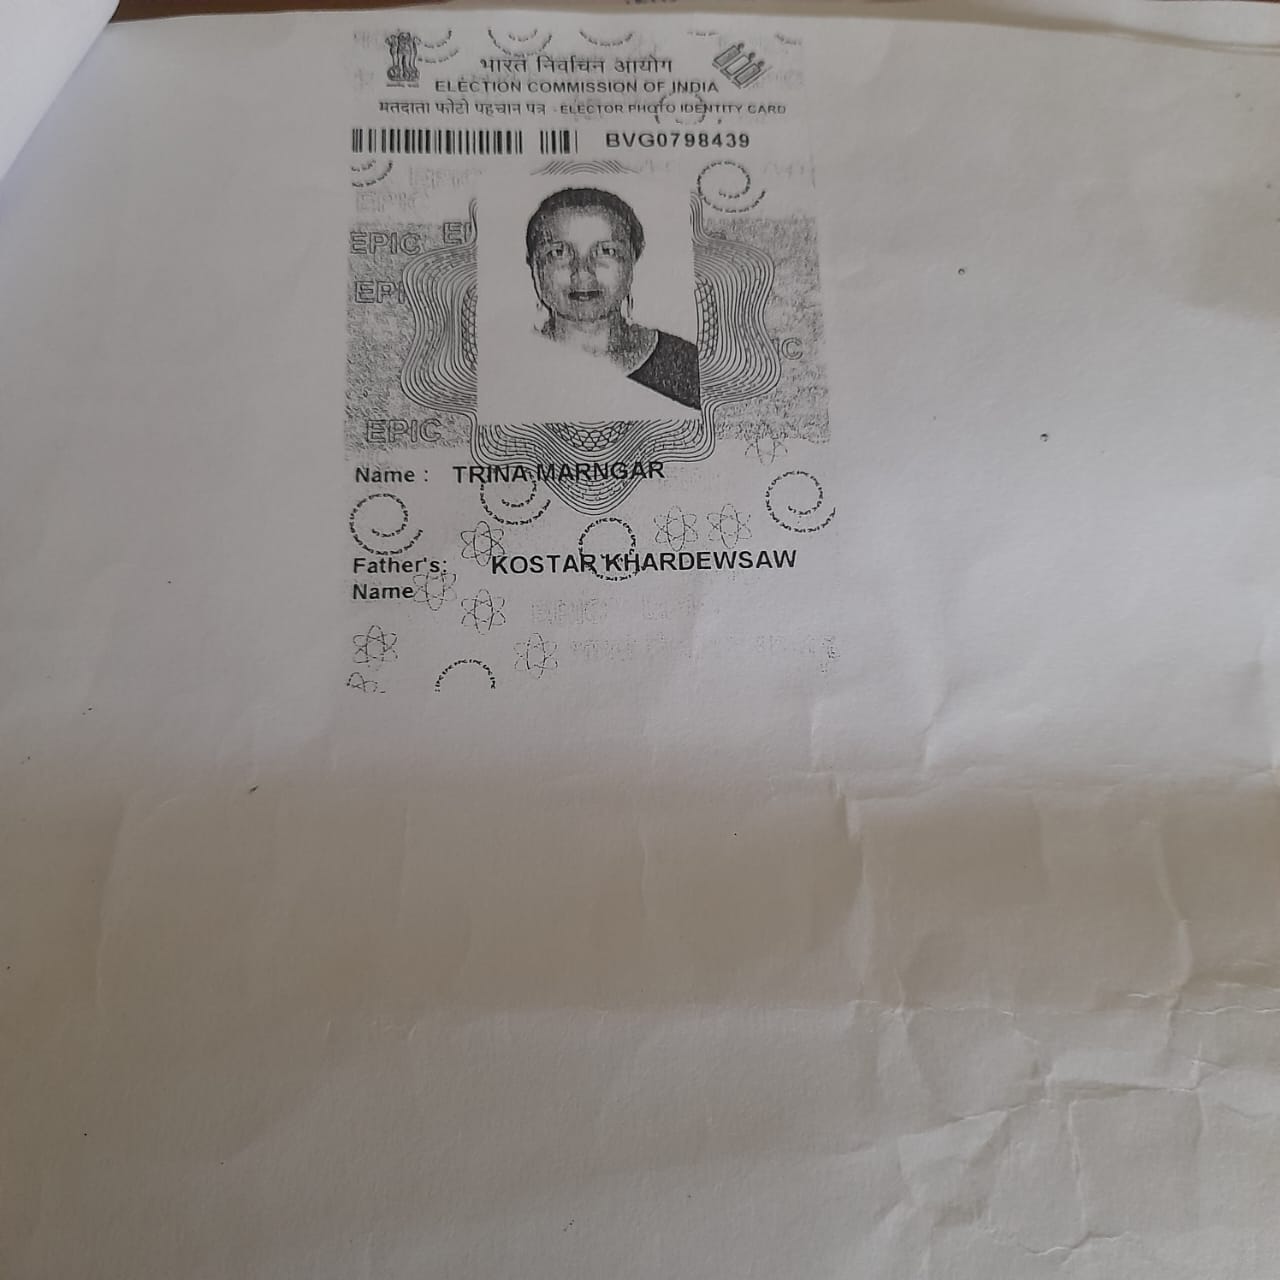 भारत निर्वाचन आयोग
ELECTION COMMISSION OF INDIA
मतदाता फोटो पहचान पत्र - ELECTOR PHOTO IDENTITY CARD
BVG0798439
EPIC
EPIC
EPIC
Name : TRINA MARNGAR
Father's: KOSTAR KHARDEWSAW
Name